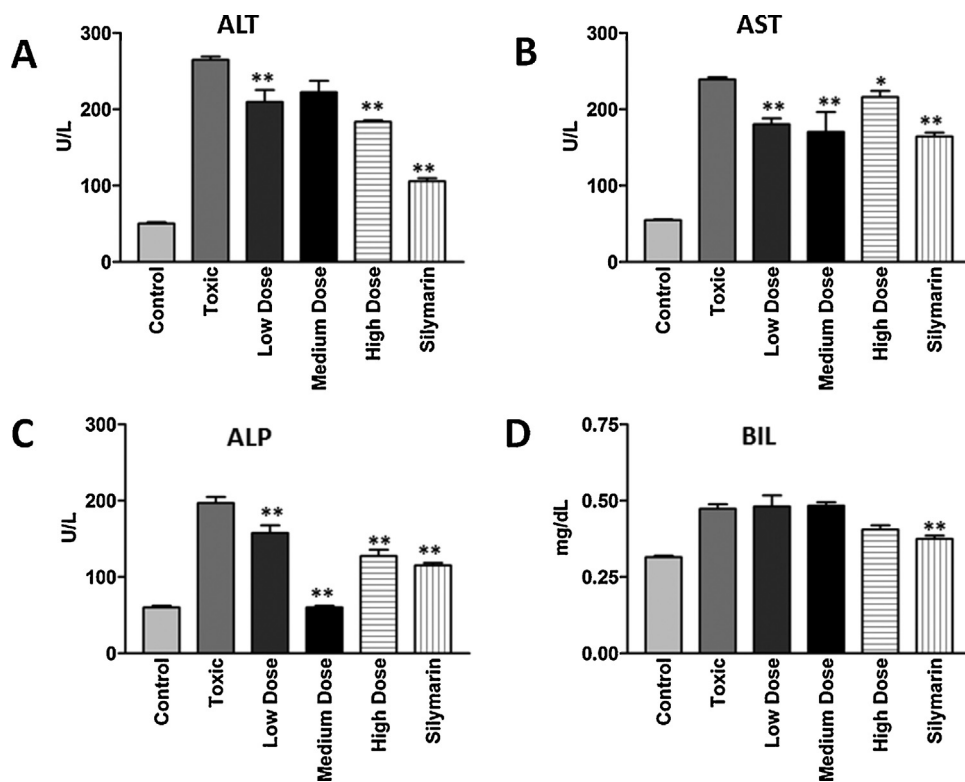 A
ALT
300
200
100
0
U/L
**
**
**
Control
Toxic
Low Dose
Medium Dose
High Dose
Silymarin
B
AST
300
200
100
0
U/L
**
**
*
**
Control
Toxic
Low Dose
Medium Dose
High Dose
Silymarin
C
ALP
300
200
100
0
U/L
**
**
**
**
Control
Toxic
Low Dose
Medium Dose
High Dose
Silymarin
D
BIL
0.75
0.50
0.25
0.00
mg/dL
**
Control
Toxic
Low Dose
Medium Dose
High Dose
Silymarin